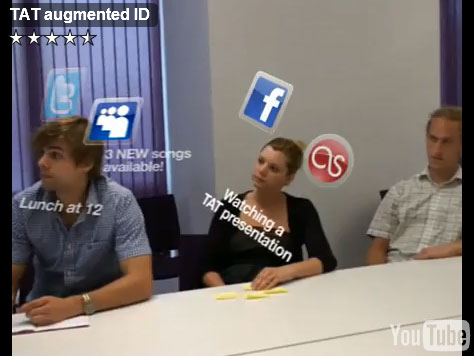 TAT augmented ID
3 NEW songs
available!
Lunch at 12
Watching a
TAT presentation
YouTube